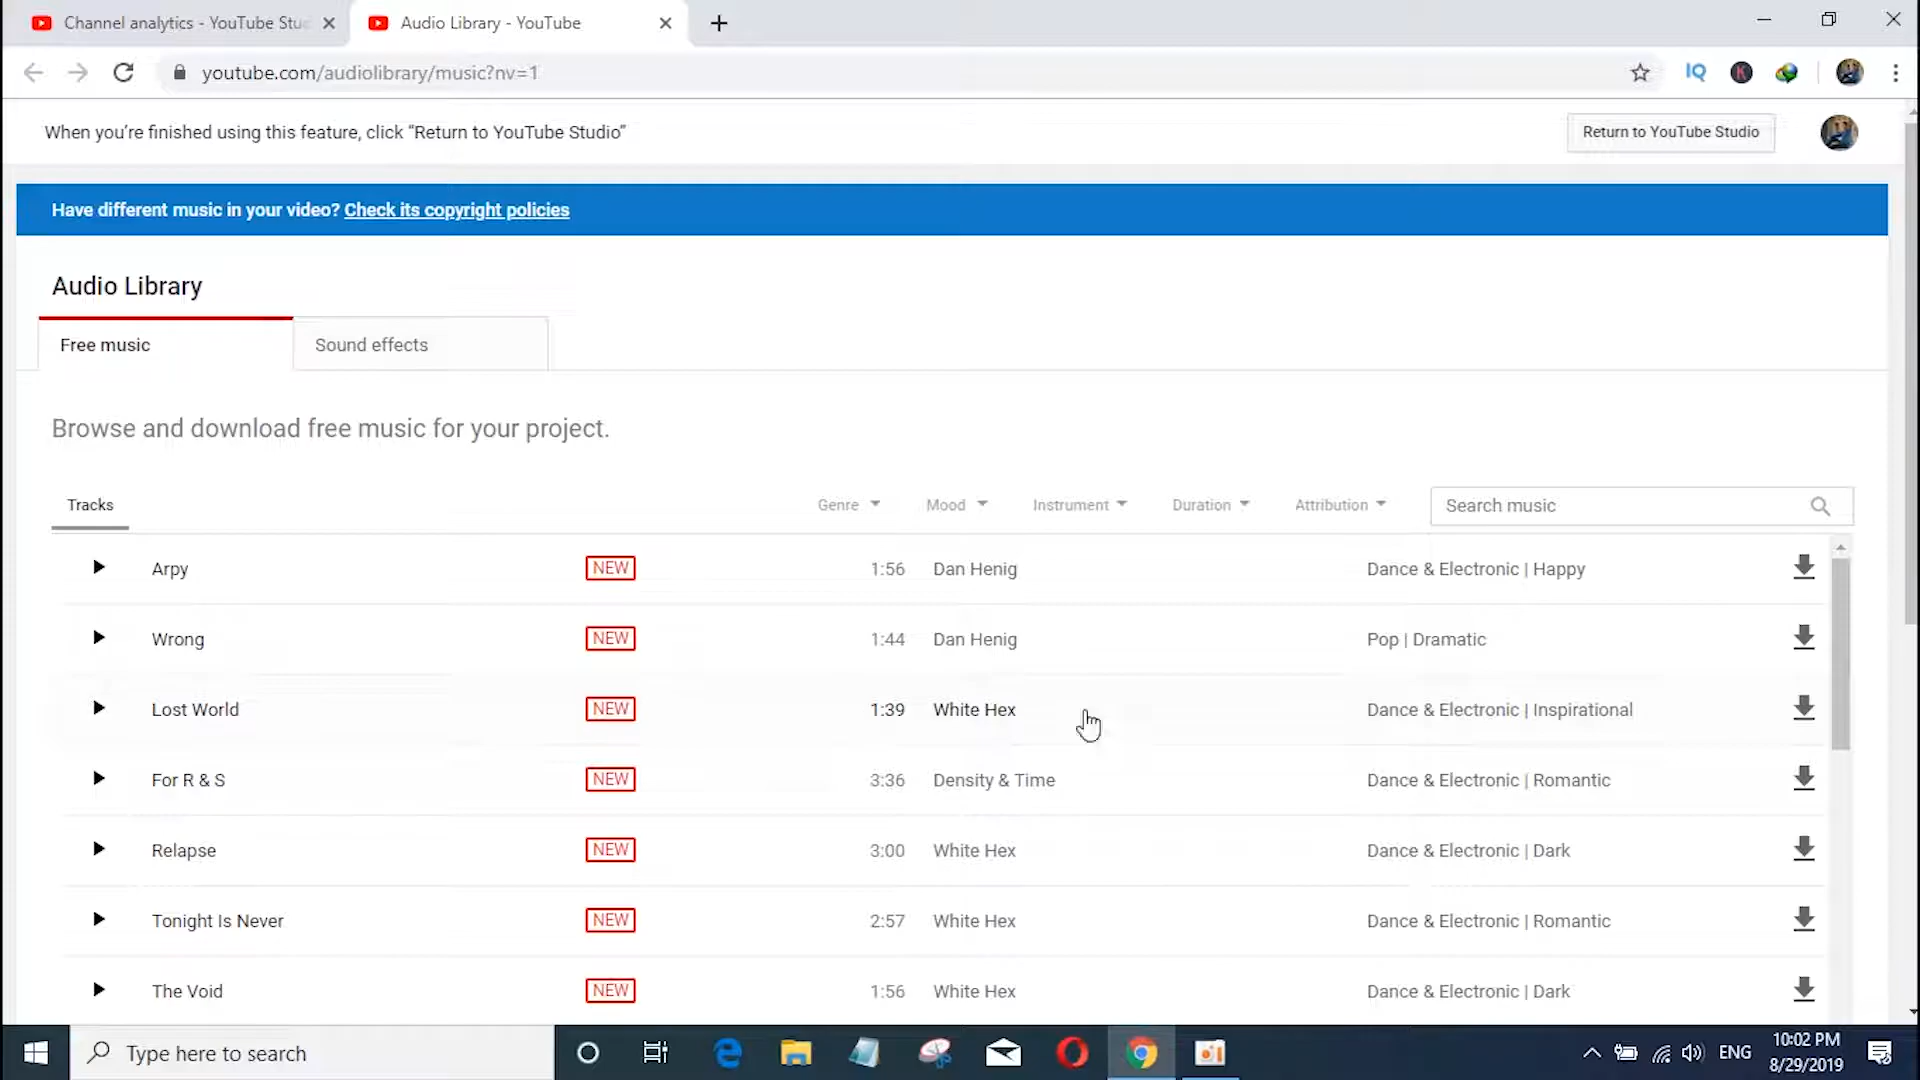 Channel analytics - YouTube Stu
Audio Library - YouTube
youtube.com/audiolibrary/music?nv=1
IQ
K
When you're finished using this feature, click “Return to YouTube Studio”
Return to YouTube Studio
Have different music in your video? Check its copyright policies
Audio Library
Free music
Sound effects
Browse and download free music for your project.
Tracks
Genre
Mood
Instrument
Duration
Attribution
Search music
Arpy NEW 1:56 Dan Henig Dance & Electronic | Happy
Wrong NEW 1:44 Dan Henig Pop | Dramatic
Lost World NEW 1:39 White Hex Dance & Electronic | Inspirational
For R & S NEW 3:36 Density & Time Dance & Electronic | Romantic
Relapse NEW 3:00 White Hex Dance & Electronic | Dark
Tonight Is Never NEW 2:57 White Hex Dance & Electronic | Romantic
The Void NEW 1:56 White Hex Dance & Electronic | Dark
Type here to search
ENG
10:02 PM
8/29/2019